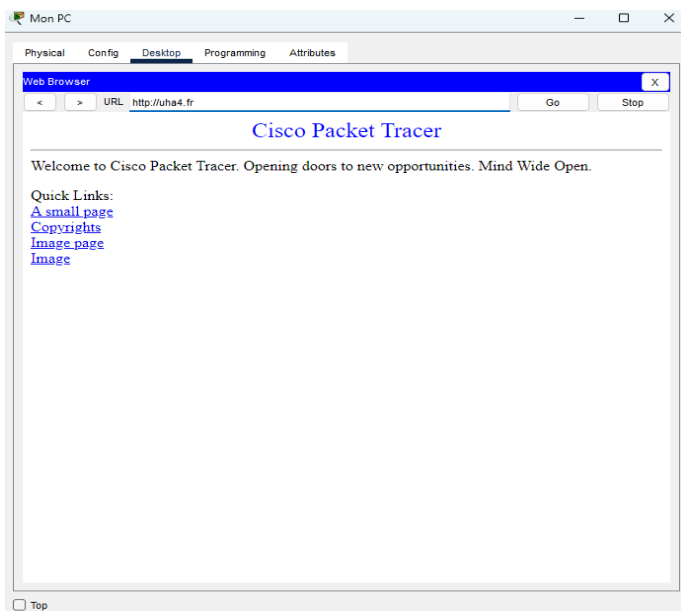 Mon PC
Physical Config Desktop Programming Attributes
Web Browser X
< > URL http://uha4.fr Go Stop
Cisco Packet Tracer
Welcome to Cisco Packet Tracer. Opening doors to new opportunities. Mind Wide Open.
Quick Links:
A small page
Copyrights
Image page
Image
Top